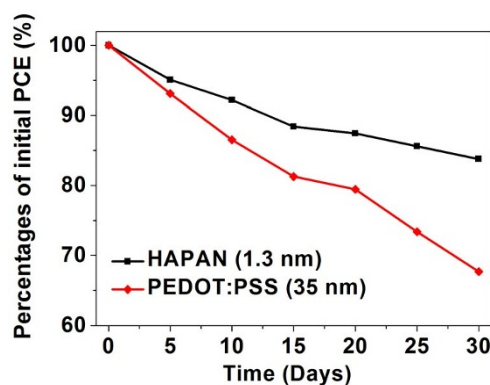 Percentages of initial PCE (%)
100
90
80
70
60
HAPAN (1.3 nm)
PEDOT:PSS (35 nm)
0 5 10 15 20 25 30
Time (Days)